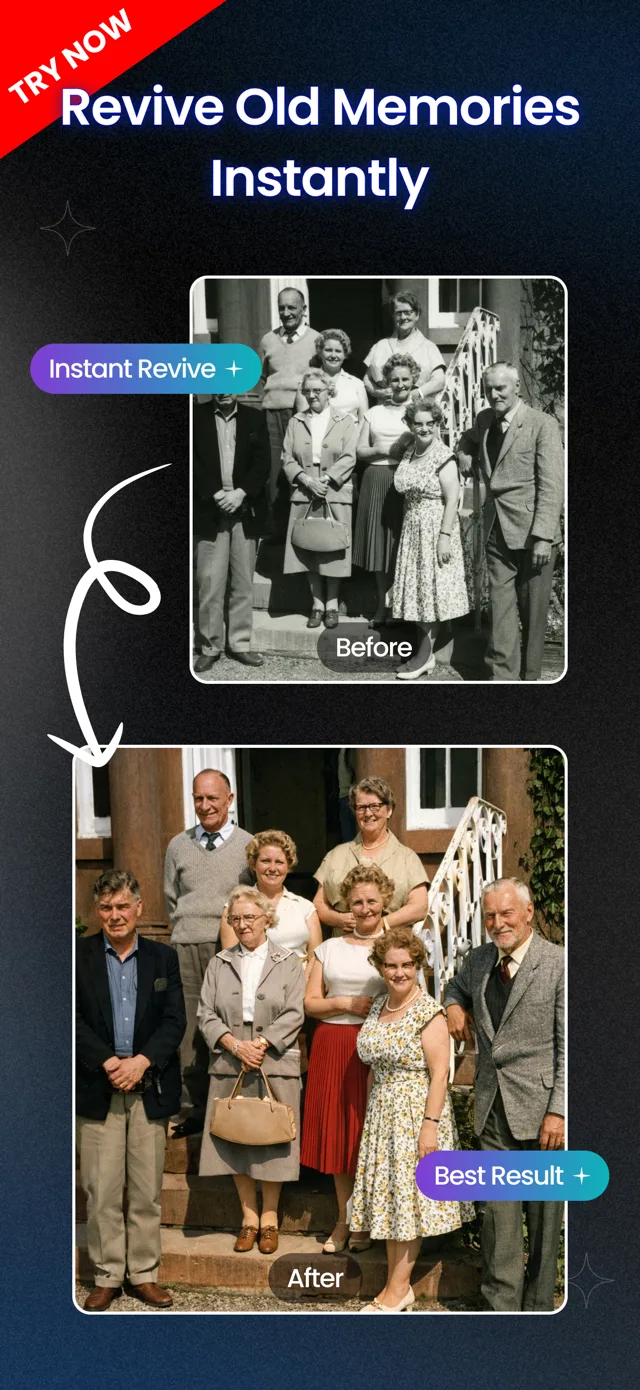 TRY NOW
Revive Old Memories
Instantly
Instant Revive
Before
Best Result
After